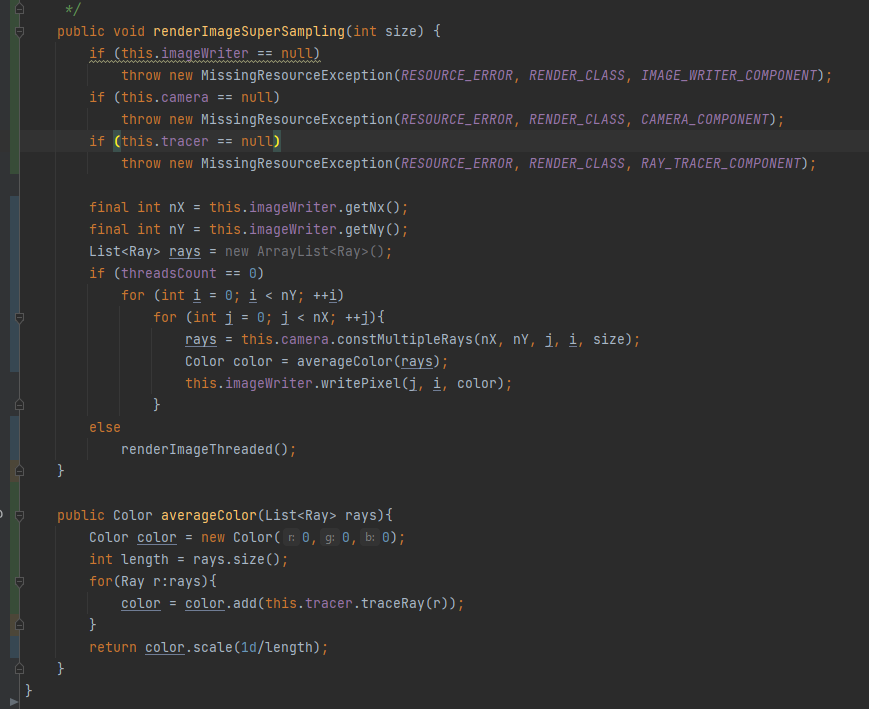 */
public void renderImageSuperSampling(int size) {
if (this.imageWriter == null)
throw new MissingResourceException(RESOURCE_ERROR, RENDER_CLASS, IMAGE_WRITER_COMPONENT);
if (this.camera == null)
throw new MissingResourceException(RESOURCE_ERROR, RENDER_CLASS, CAMERA_COMPONENT);
if (this.tracer == null)
throw new MissingResourceException(RESOURCE_ERROR, RENDER_CLASS, RAY_TRACER_COMPONENT);
final int nX = this.imageWriter.getNx();
final int nY = this.imageWriter.getNy();
List<Ray> rays = new ArrayList<Ray>();
if (threadsCount == 0)
for (int i = 0; i < nY; ++i)
for (int j = 0; j < nX; ++j){
rays = this.camera.constMultipleRays(nX, nY, j, i, size);
Color color = averageColor(rays);
this.imageWriter.writePixel(j, i, color);
}
else
renderImageThreaded();
}
public Color averageColor(List<Ray> rays){
Color color = new Color( r: 0, g: 0, b: 0);
int length = rays.size();
for(Ray r:rays){
color = color.add(this.tracer.traceRay(r));
}
return color.scale(1d/length);
}
}